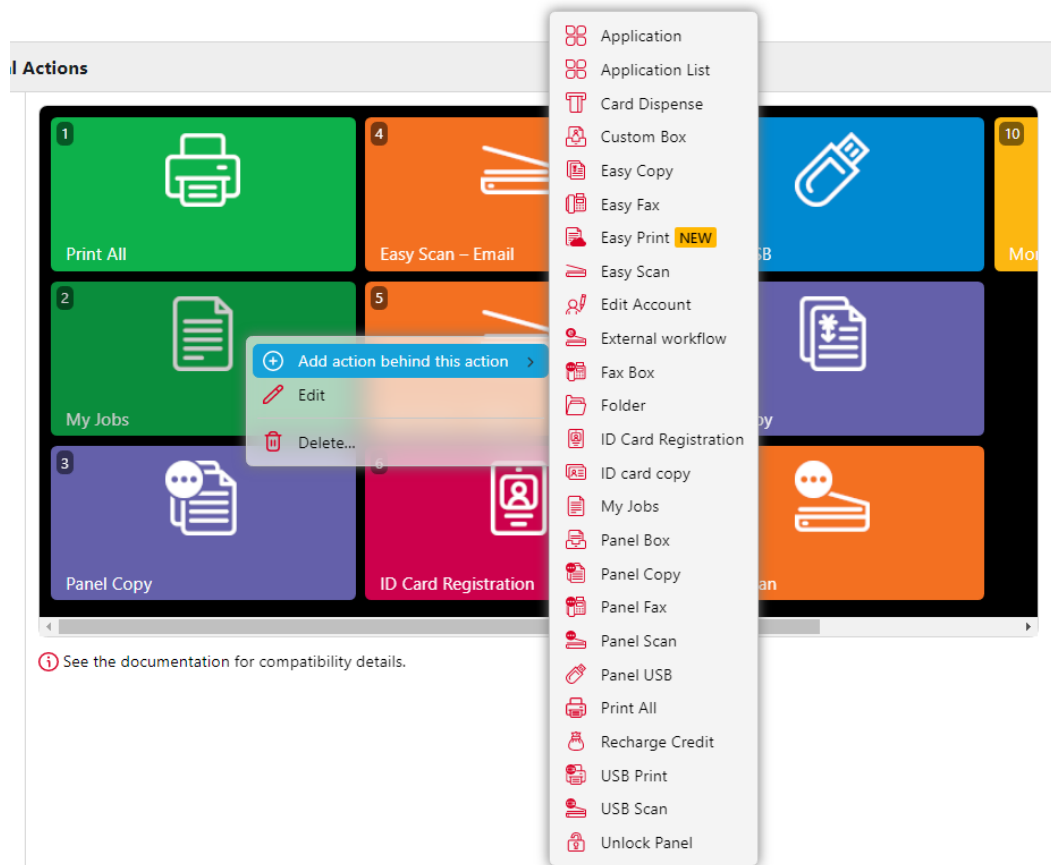 l Actions
1
Print All
2
My Jobs
3
Panel Copy
4
Easy Scan – Email
5
6
ID Card Registration
SB
py
an
10
Mo
Add action behind this action
Edit
Delete...
Application
Application List
Card Dispense
Custom Box
Easy Copy
Easy Fax
Easy Print NEW
Easy Scan
Edit Account
External workflow
Fax Box
Folder
ID Card Registration
ID card copy
My Jobs
Panel Box
Panel Copy
Panel Fax
Panel Scan
Panel USB
Print All
Recharge Credit
USB Print
USB Scan
Unlock Panel
See the documentation for compatibility details.